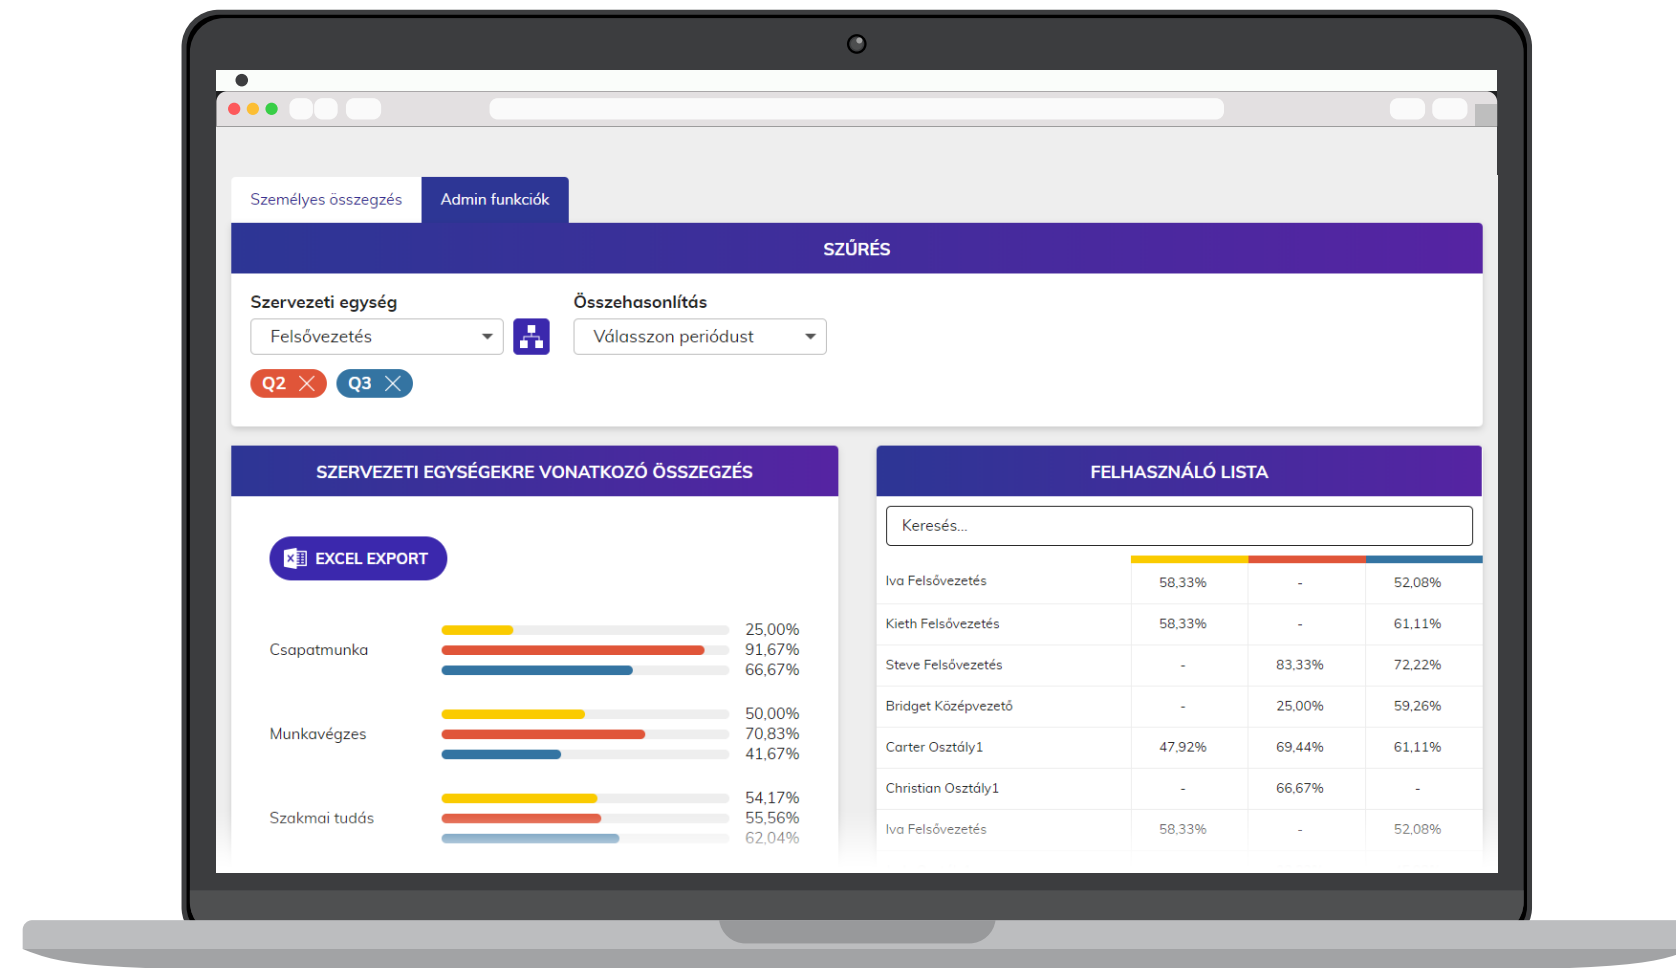 Személyes összegzés
Admin funkciók
SZŰRÉS
Szervezeti egység
Összehasonlítás
Felsővezetés
Válasszon periódust
Q2
Q3
SZERVEZETI EGYSÉGEKRE VONATKOZÓ ÖSSZEGZÉS
EXCEL EXPORT
Csapatmunka
25,00%
91,67%
66,67%
Munkavégzes
50,00%
70,83%
41,67%
Szakmai tudás
54,17%
55,56%
62,04%
FELHASZNÁLÓ LISTA
Keresés...
Iva Felsővezetés 58,33% - 52,08%
Kieth Felsővezetés 58,33% - 61,11%
Steve Felsővezetés - 83,33% 72,22%
Bridget Középvezető - 25,00% 59,26%
Carter Osztály1 47,92% 69,44% 61,11%
Christian Osztály1 - 66,67% -
Iva Felsővezetés 58,33% - 52,08%